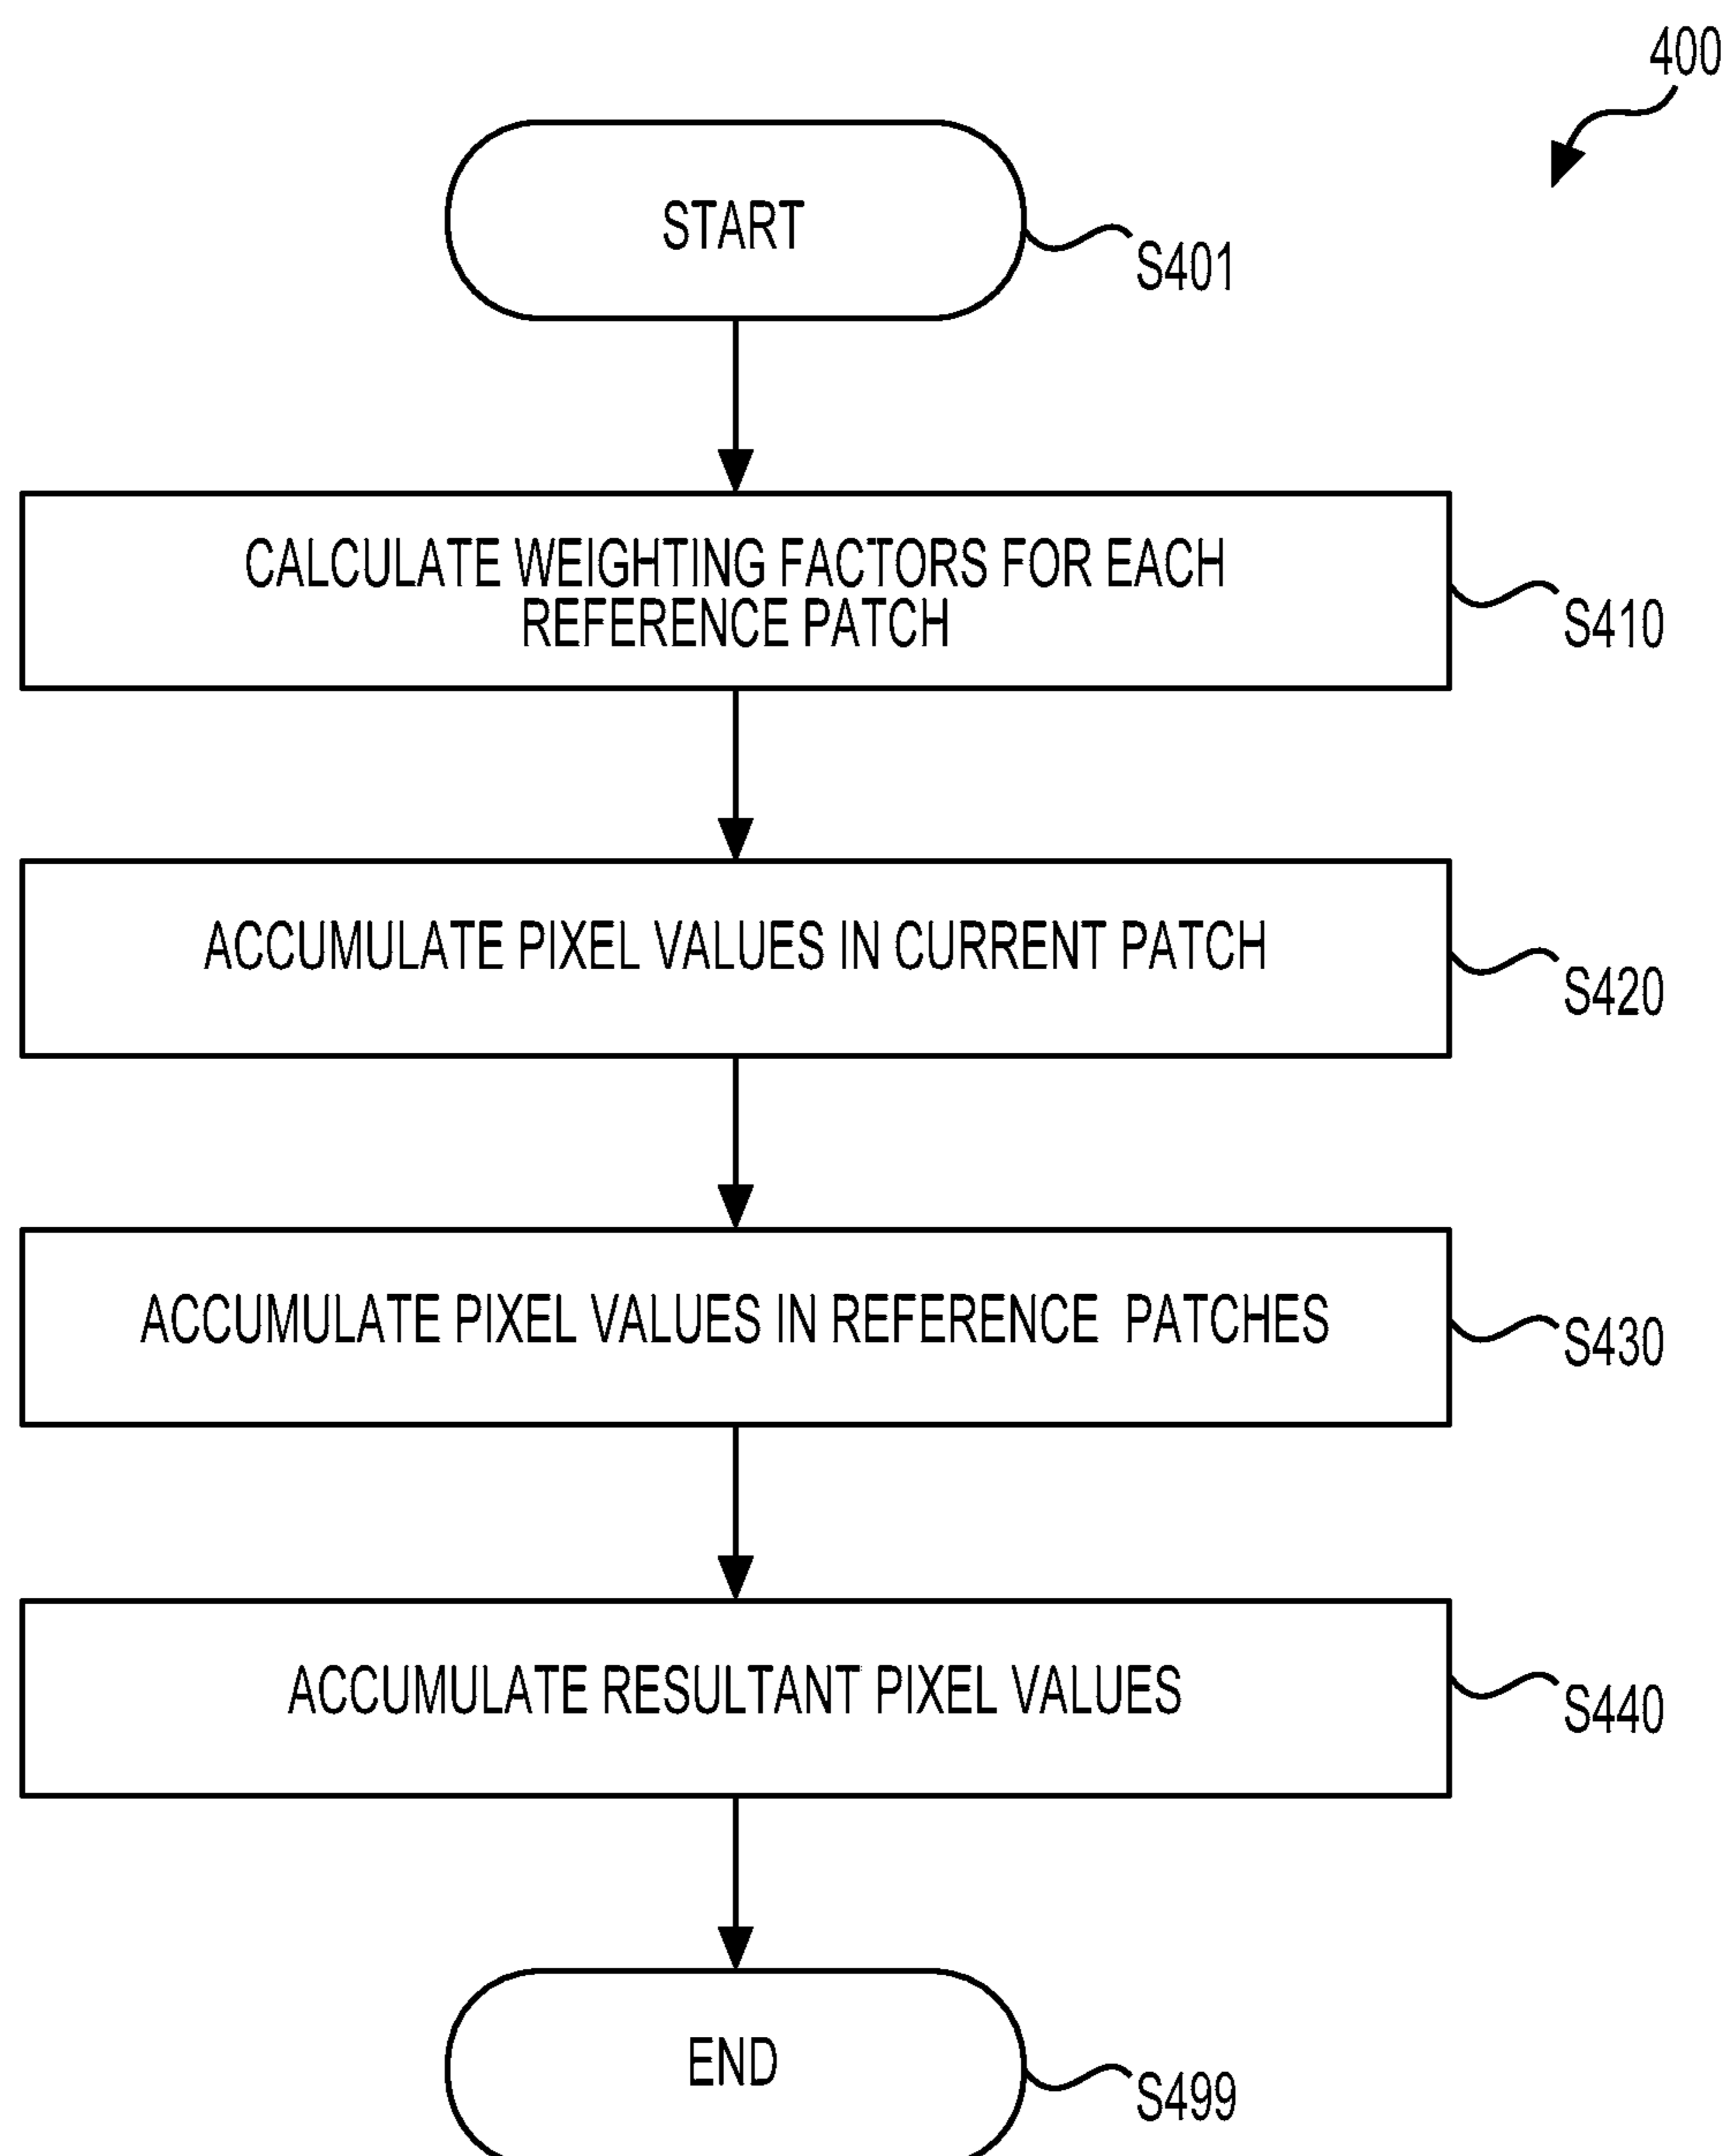 400
START
S401
CALCULATE WEIGHTING FACTORS FOR EACH
REFERENCE PATCH
S410
ACCUMULATE PIXEL VALUES IN CURRENT PATCH
S420
ACCUMULATE PIXEL VALUES IN REFERENCE PATCHES
S430
ACCUMULATE RESULTANT PIXEL VALUES
S440
END
S499